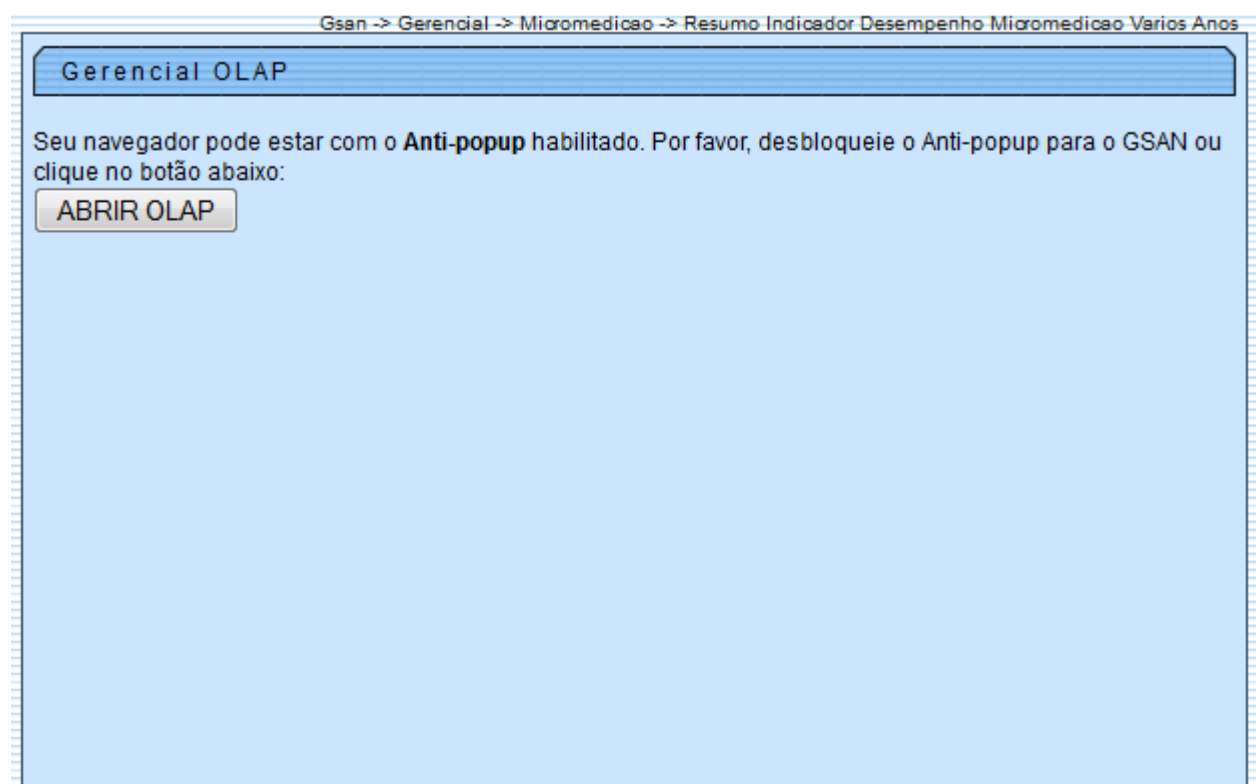 Gsan -> Gerencial -> Micromedicao -> Resumo Indicador Desempenho Micromedicao Varios Anos
Gerencial OLAP
Seu navegador pode estar com o Anti-popup habilitado. Por favor, desbloqueie o Anti-popup para o GSAN ou
clique no botão abaixo:
ABRIR OLAP